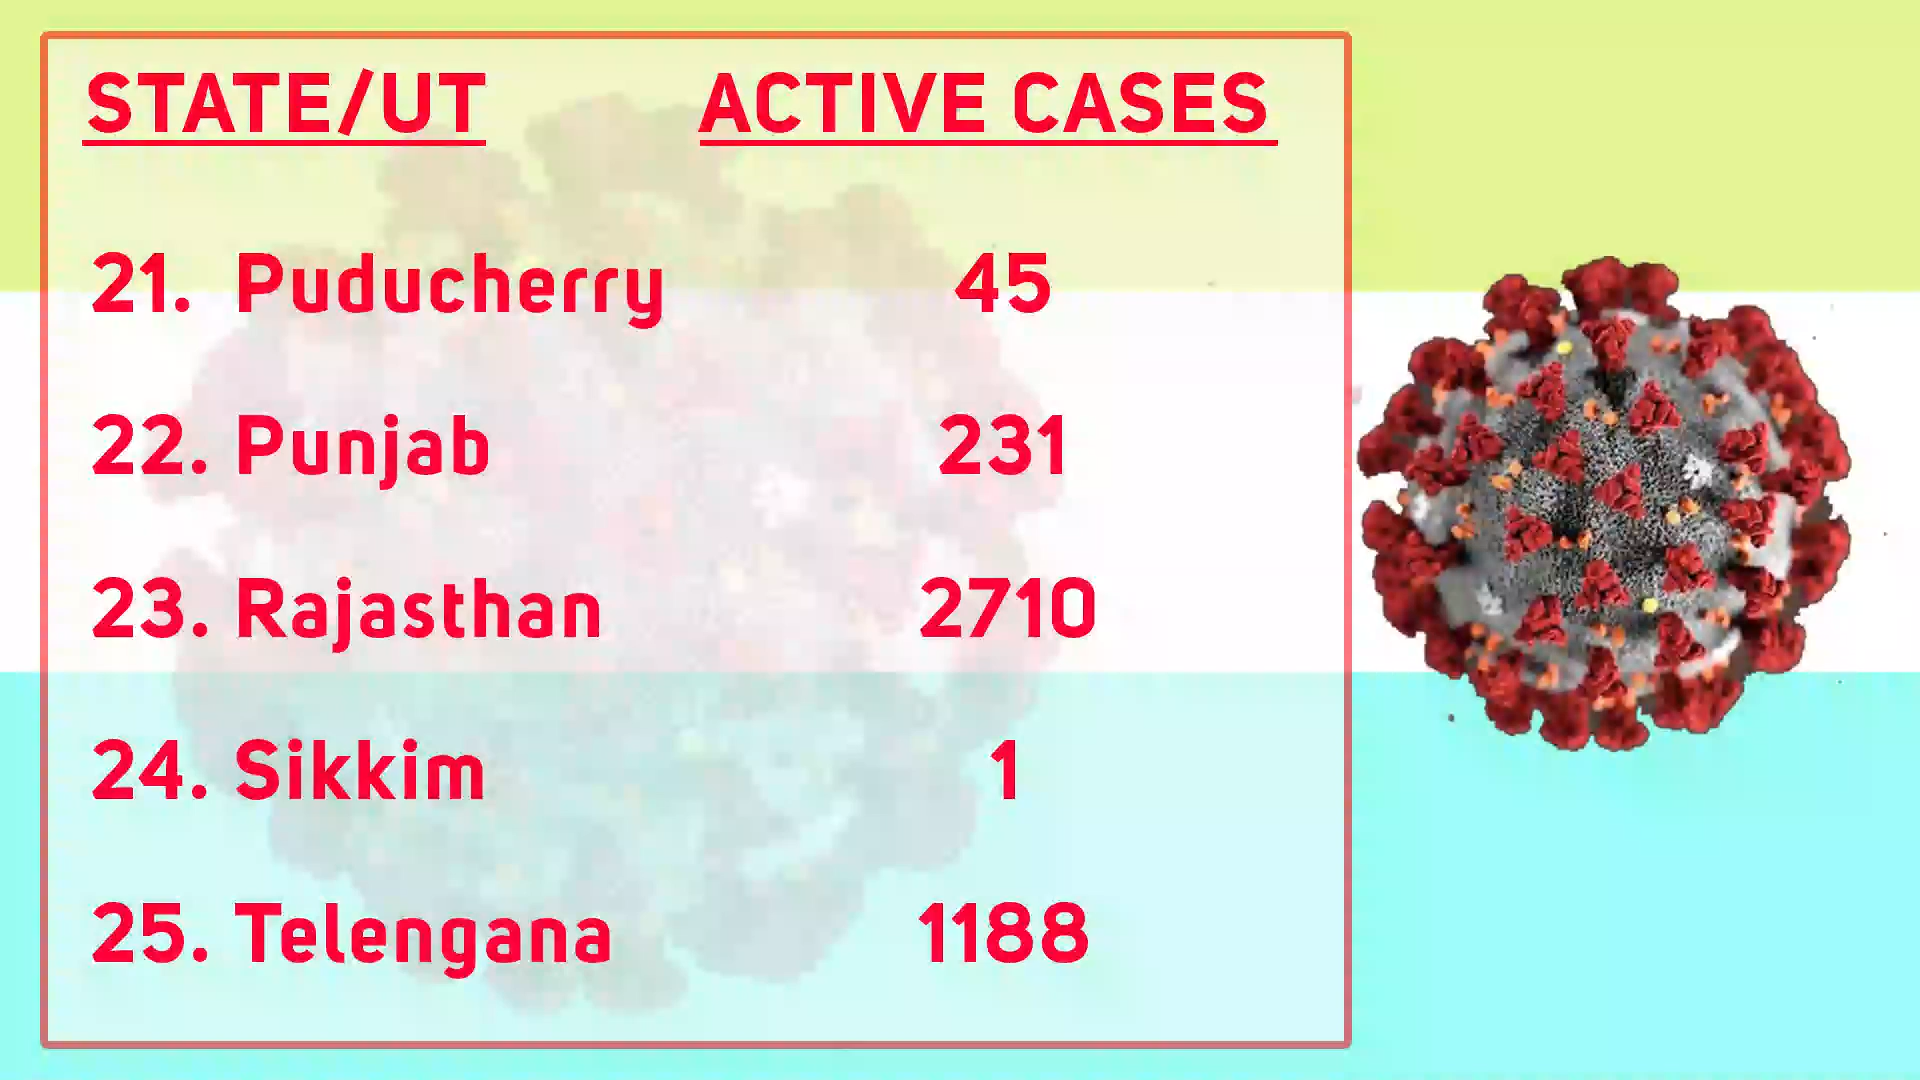 STATE/UT ACTIVE CASES
21. Puducherry 45
22. Punjab 231
23. Rajasthan 2710
24. Sikkim 1
25. Telengana 1188